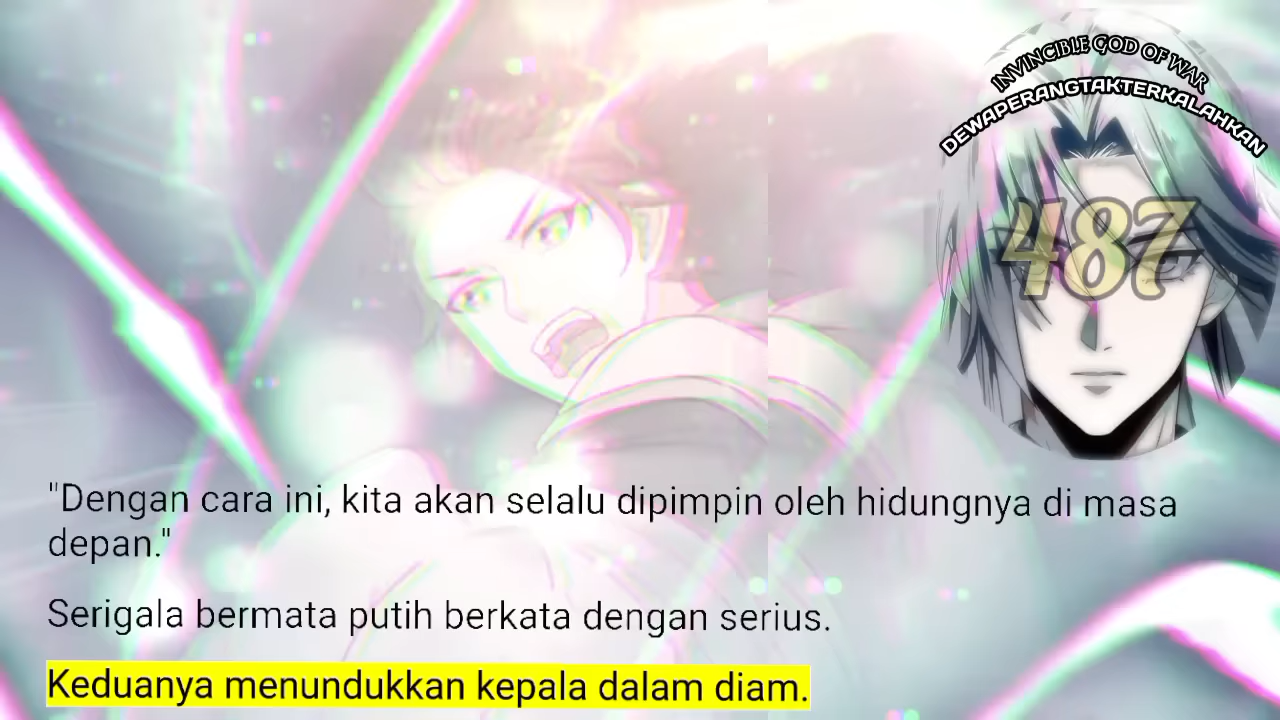 INVINCIBLE GOD OF WAR
DEWAPERANGTAKTERKALAHKAN
487
"Dengan cara ini, kita akan selalu dipimpin oleh hidungnya di masa
depan."
Serigala bermata putih berkata dengan serius.
Keduanya menundukkan kepala dalam diam.